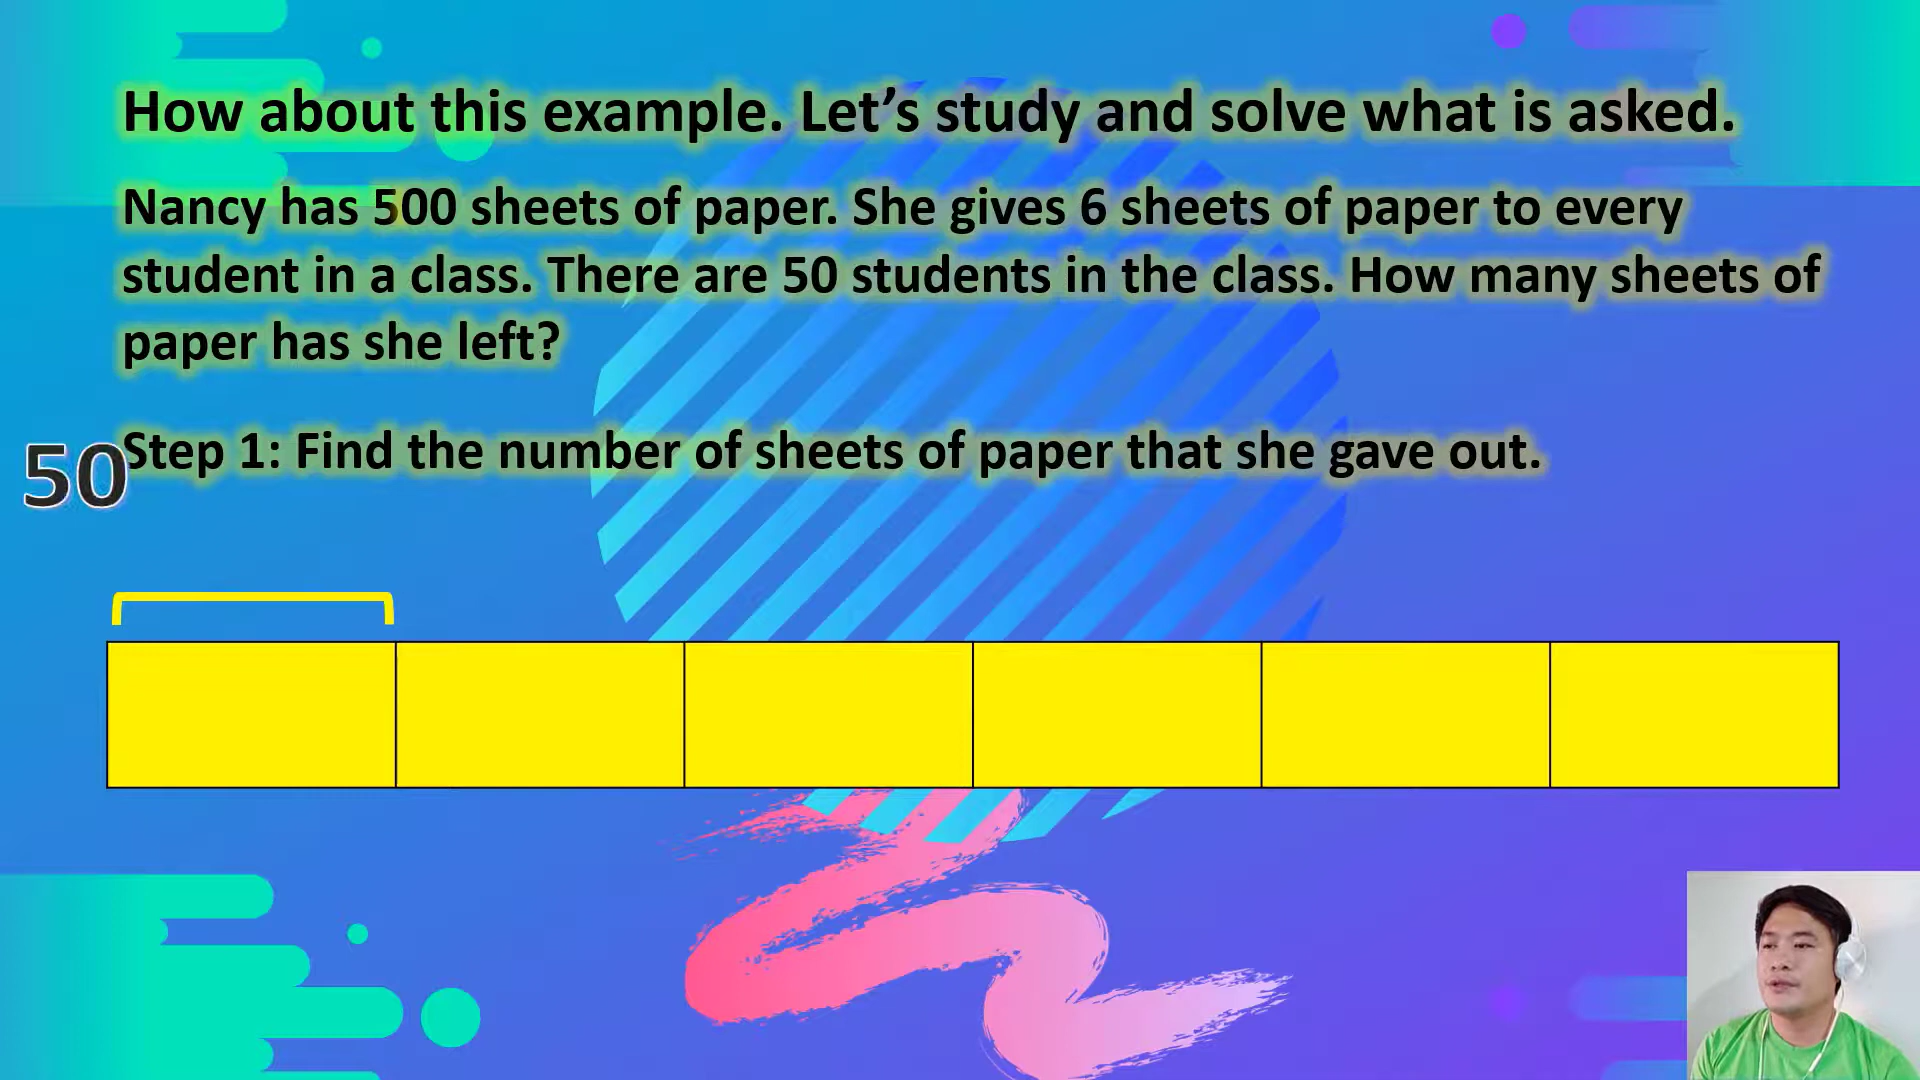 How about this example. Let’s study and solve what is asked.
Nancy has 500 sheets of paper. She gives 6 sheets of paper to every
student in a class. There are 50 students in the class. How many sheets of
paper has she left?
Step 1: Find the number of sheets of paper that she gave out.
50